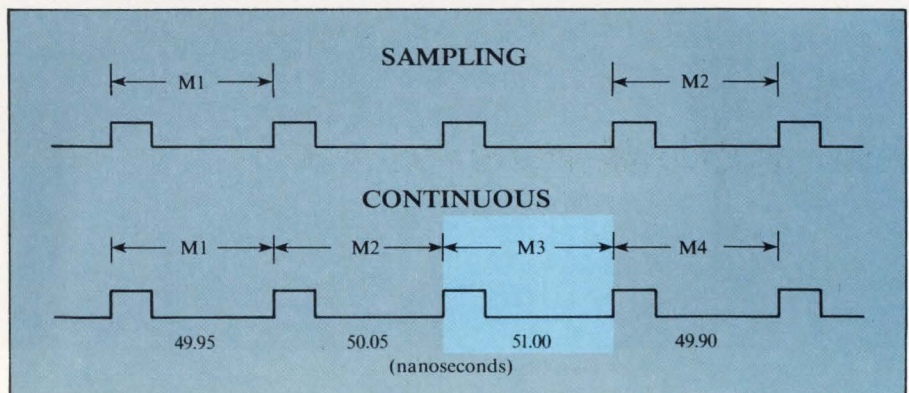 SAMPLING
M1 M2
CONTINUOUS
M1 M2 M3 M4
49.95 50.05 51.00 49.90
(nanoseconds)